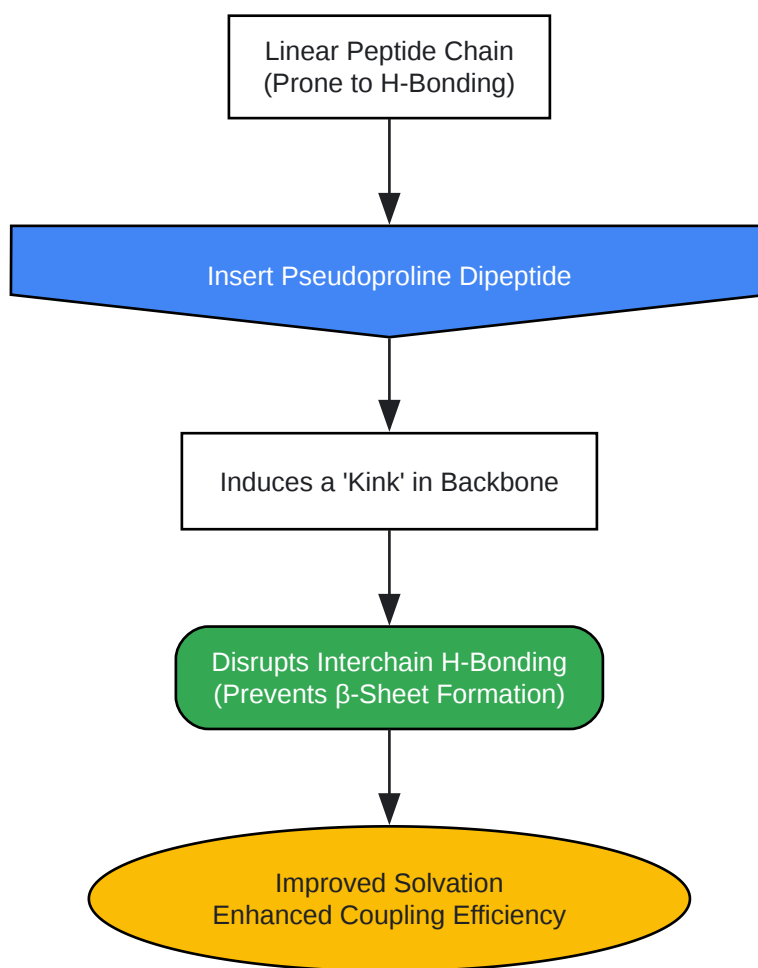 Linear Peptide Chain
(Prone to H-Bonding)
Insert Pseudoproline Dipeptide
Induces a 'Kink' in Backbone
Disrupts Interchain H-Bonding
(Prevents β-Sheet Formation)
Improved Solvation
Enhanced Coupling Efficiency